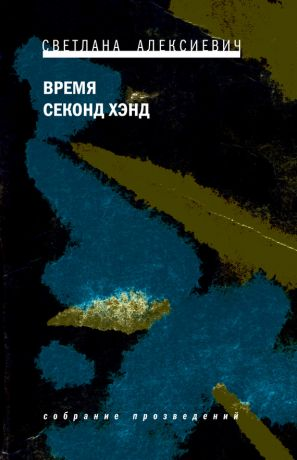 СВЕТЛАНА АЛЕКСИЕВИЧ
ВРЕМЯ
СЕКОНД ХЭНД
собрание прозведений